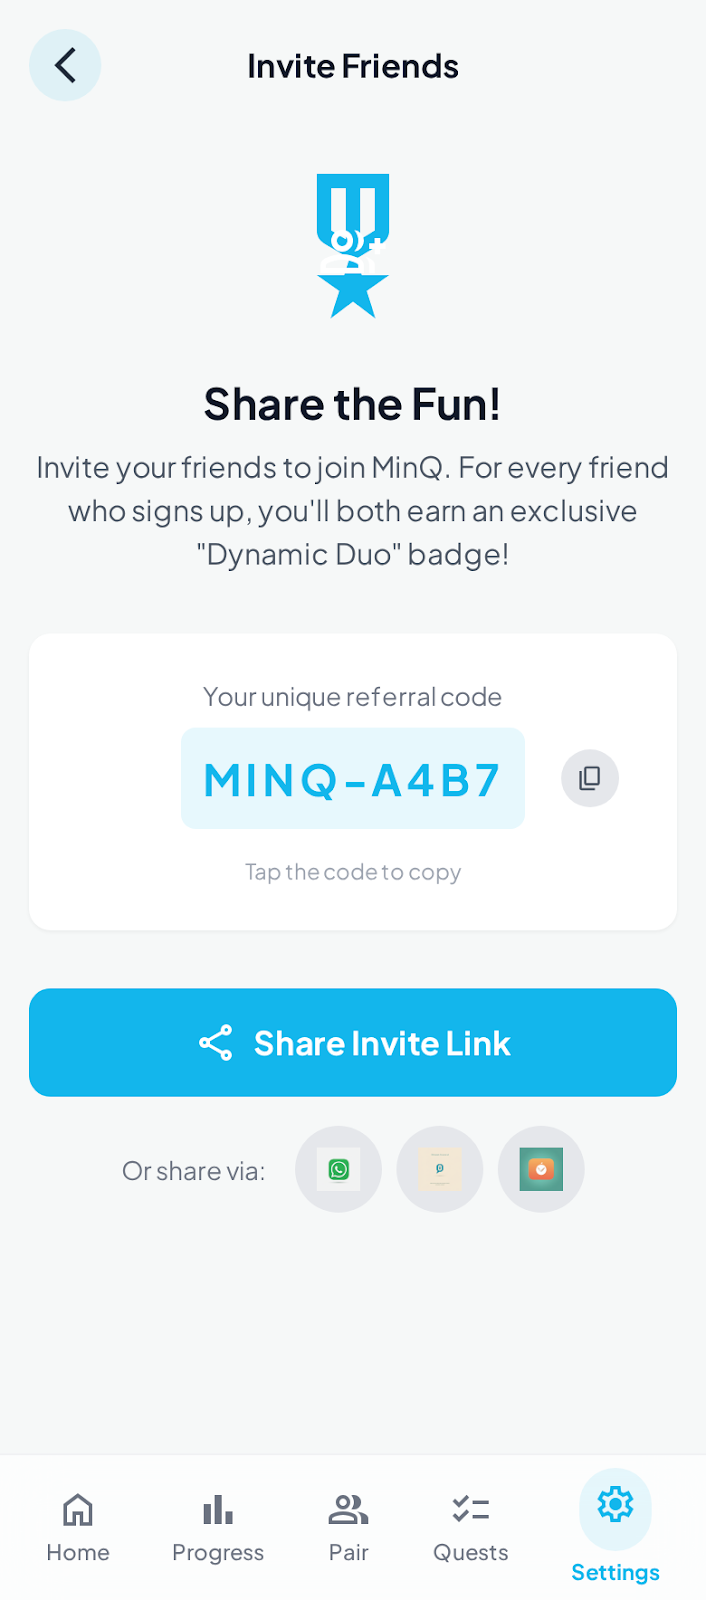 Invite Friends
Share the Fun!
Invite your friends to join MinQ. For every friend
who signs up, you'll both earn an exclusive
"Dynamic Duo" badge!
Your unique referral code
MINQ-A4B7
Tap the code to copy
Share Invite Link
Or share via:
Home
Progress
Pair
Quests
Settings